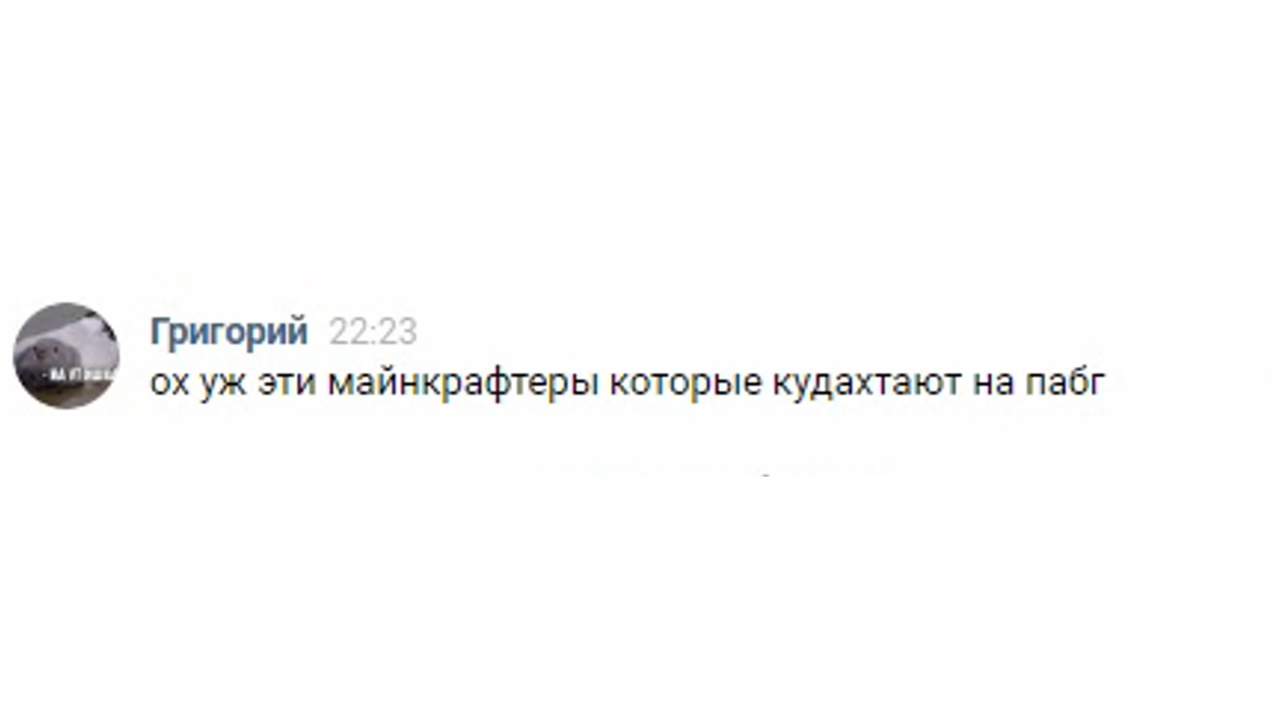 Григорий 22:23
ох уж эти майнкрафтеры которые кудахтают на пабг